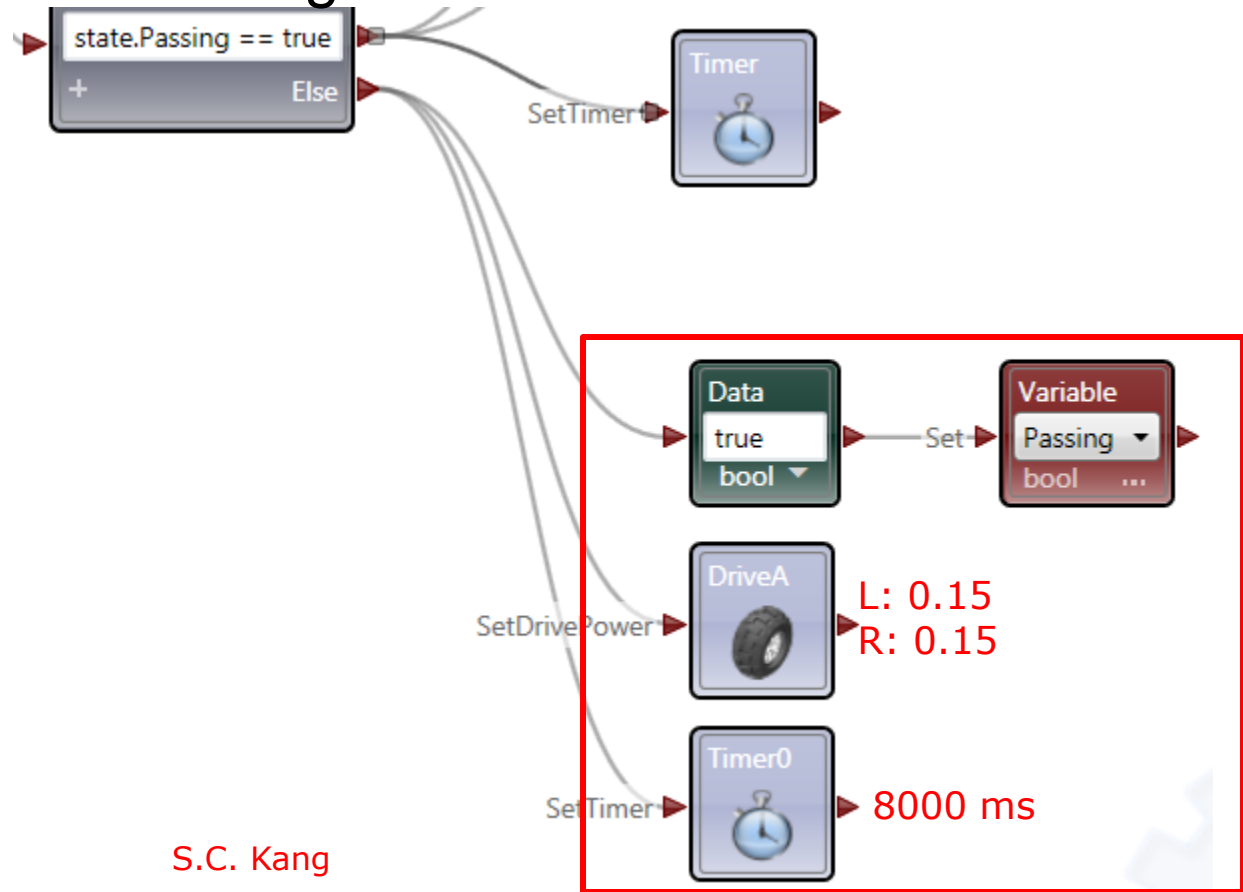 g
state.Passing == true
+ Else
Timer
SetTimer
Data
true
bool
Set
Variable
Passing
bool ...
DriveA
SetDrivePower
L: 0.15
R: 0.15
Timer0
SetTimer
8000 ms
S.C. Kang